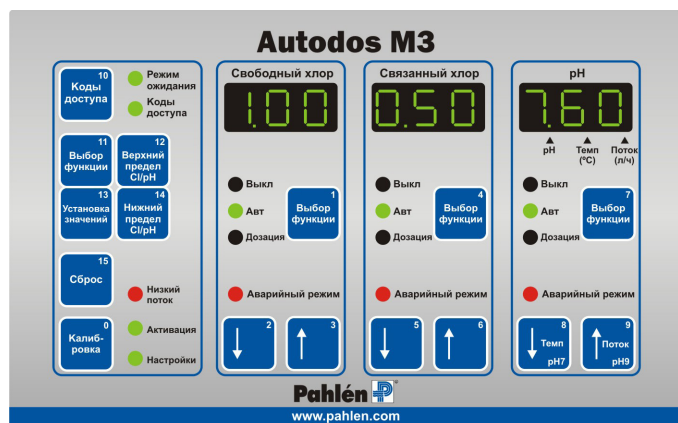 Autodos M3
10
Коды
доступа
Режим
ожидания
Коды
доступа
11
Выбор
функции
12
Верхний
предел
Cl/pH
13
Установка
значений
14
Нижний
предел
Cl/pH
15
Сброс
Низкий
поток
0
Калиб-
ровка
Активация
Настройки
Свободный хлор
1.00
Выкл
Авт
Дозация
1
Выбор
функции
Аварийный режим
2
3
Связанный хлор
0.50
Выкл
Авт
Дозация
4
Выбор
функции
Аварийный режим
5
6
pH
7.60
pH
Темп
(ºC)
Поток
(л/ч)
Выкл
Авт
Дозация
7
Выбор
функции
Аварийный режим
8
Темп
pH7
9
Поток
pH9
Pahlén
www.pahlen.com